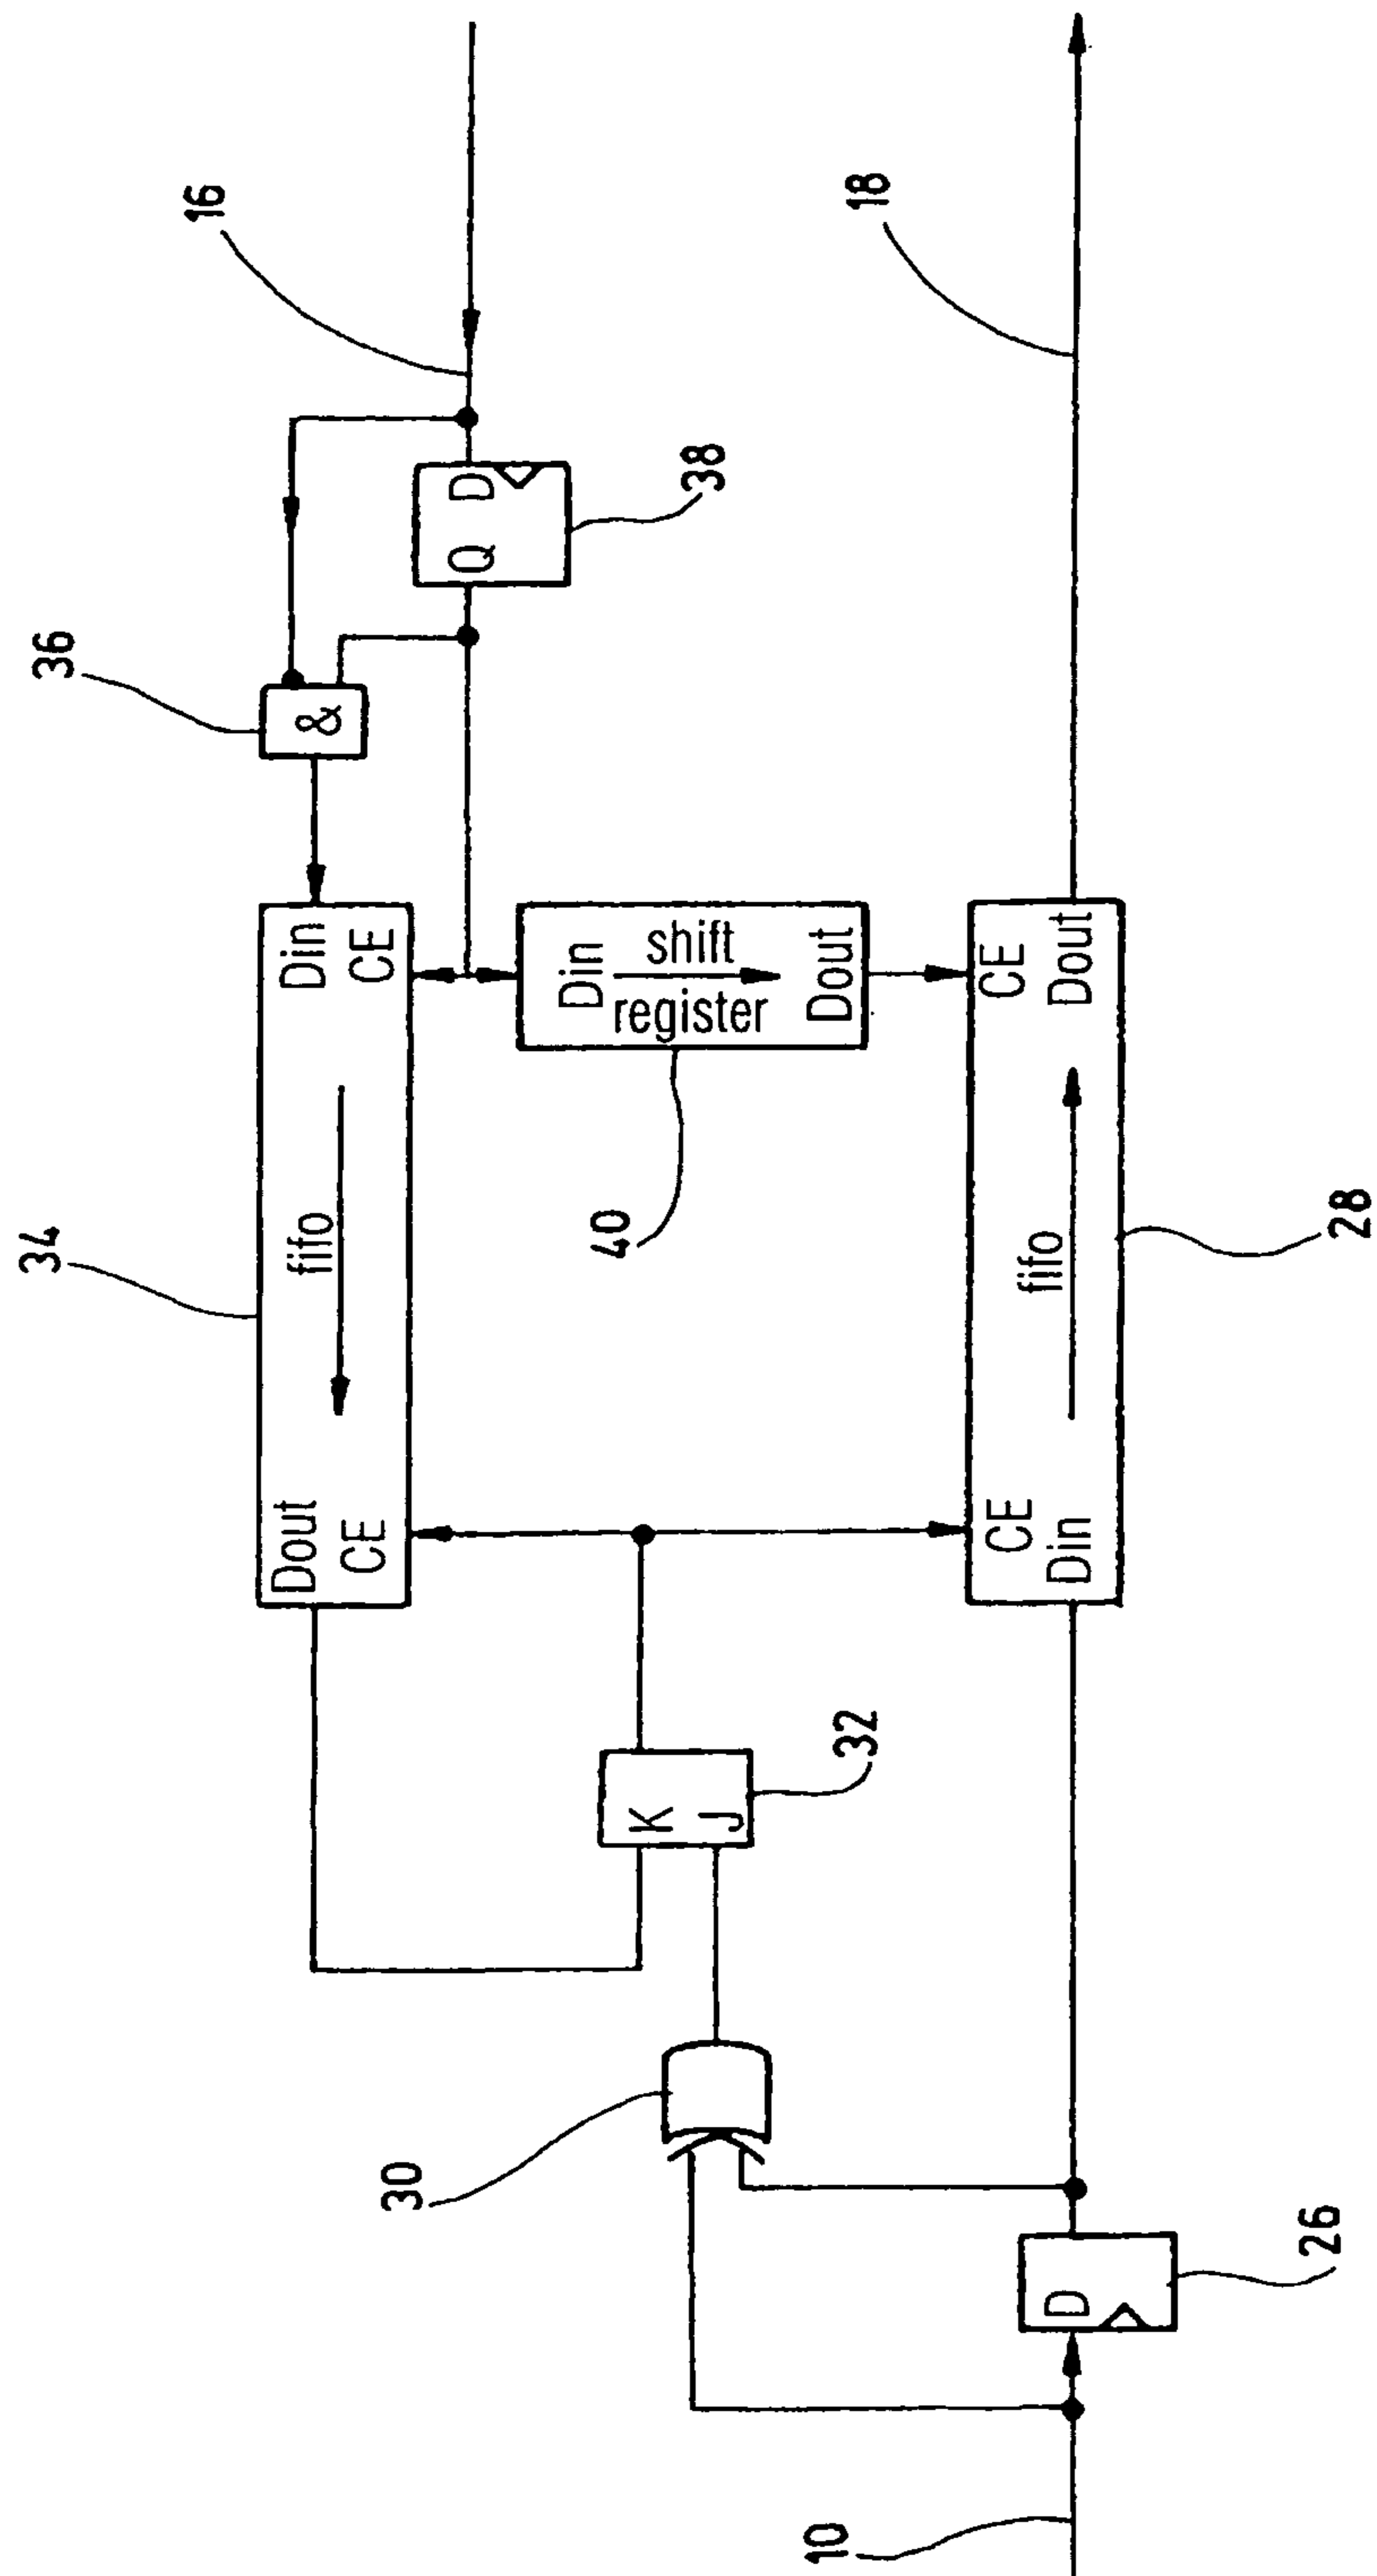 16
18
36
& 
Q D
38
34
Din
CE
fifo
Dout
CE
Din
shift
register
Dout
40
CE
Dout
fifo
CE
Din
28
K
J
32
30
D
26
10